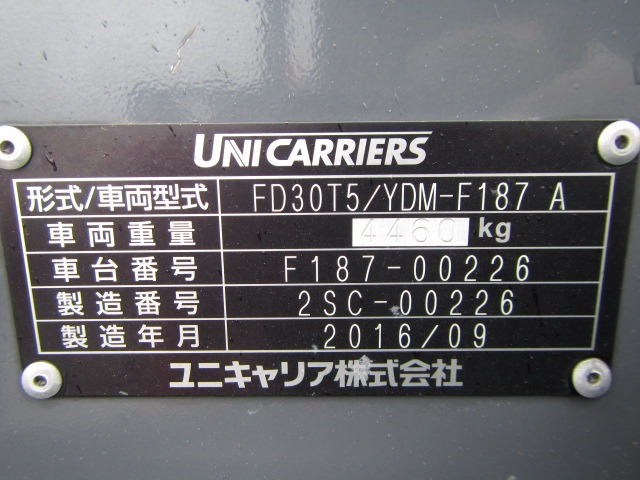 UNICARRIERS
形式/車両型式 FD30T5/YDM-F187 A
車両重量 4460 kg
車台番号 F187-00226
製造番号 2SC-00226
製造年月 2016/09
ユニキャリア株式会社